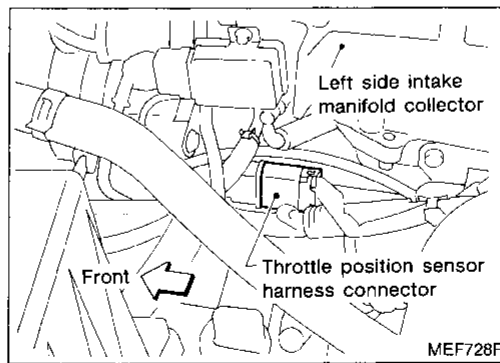 Left side intake
manifold collector
Front
Throttle position sensor
harness connector
MEF728F